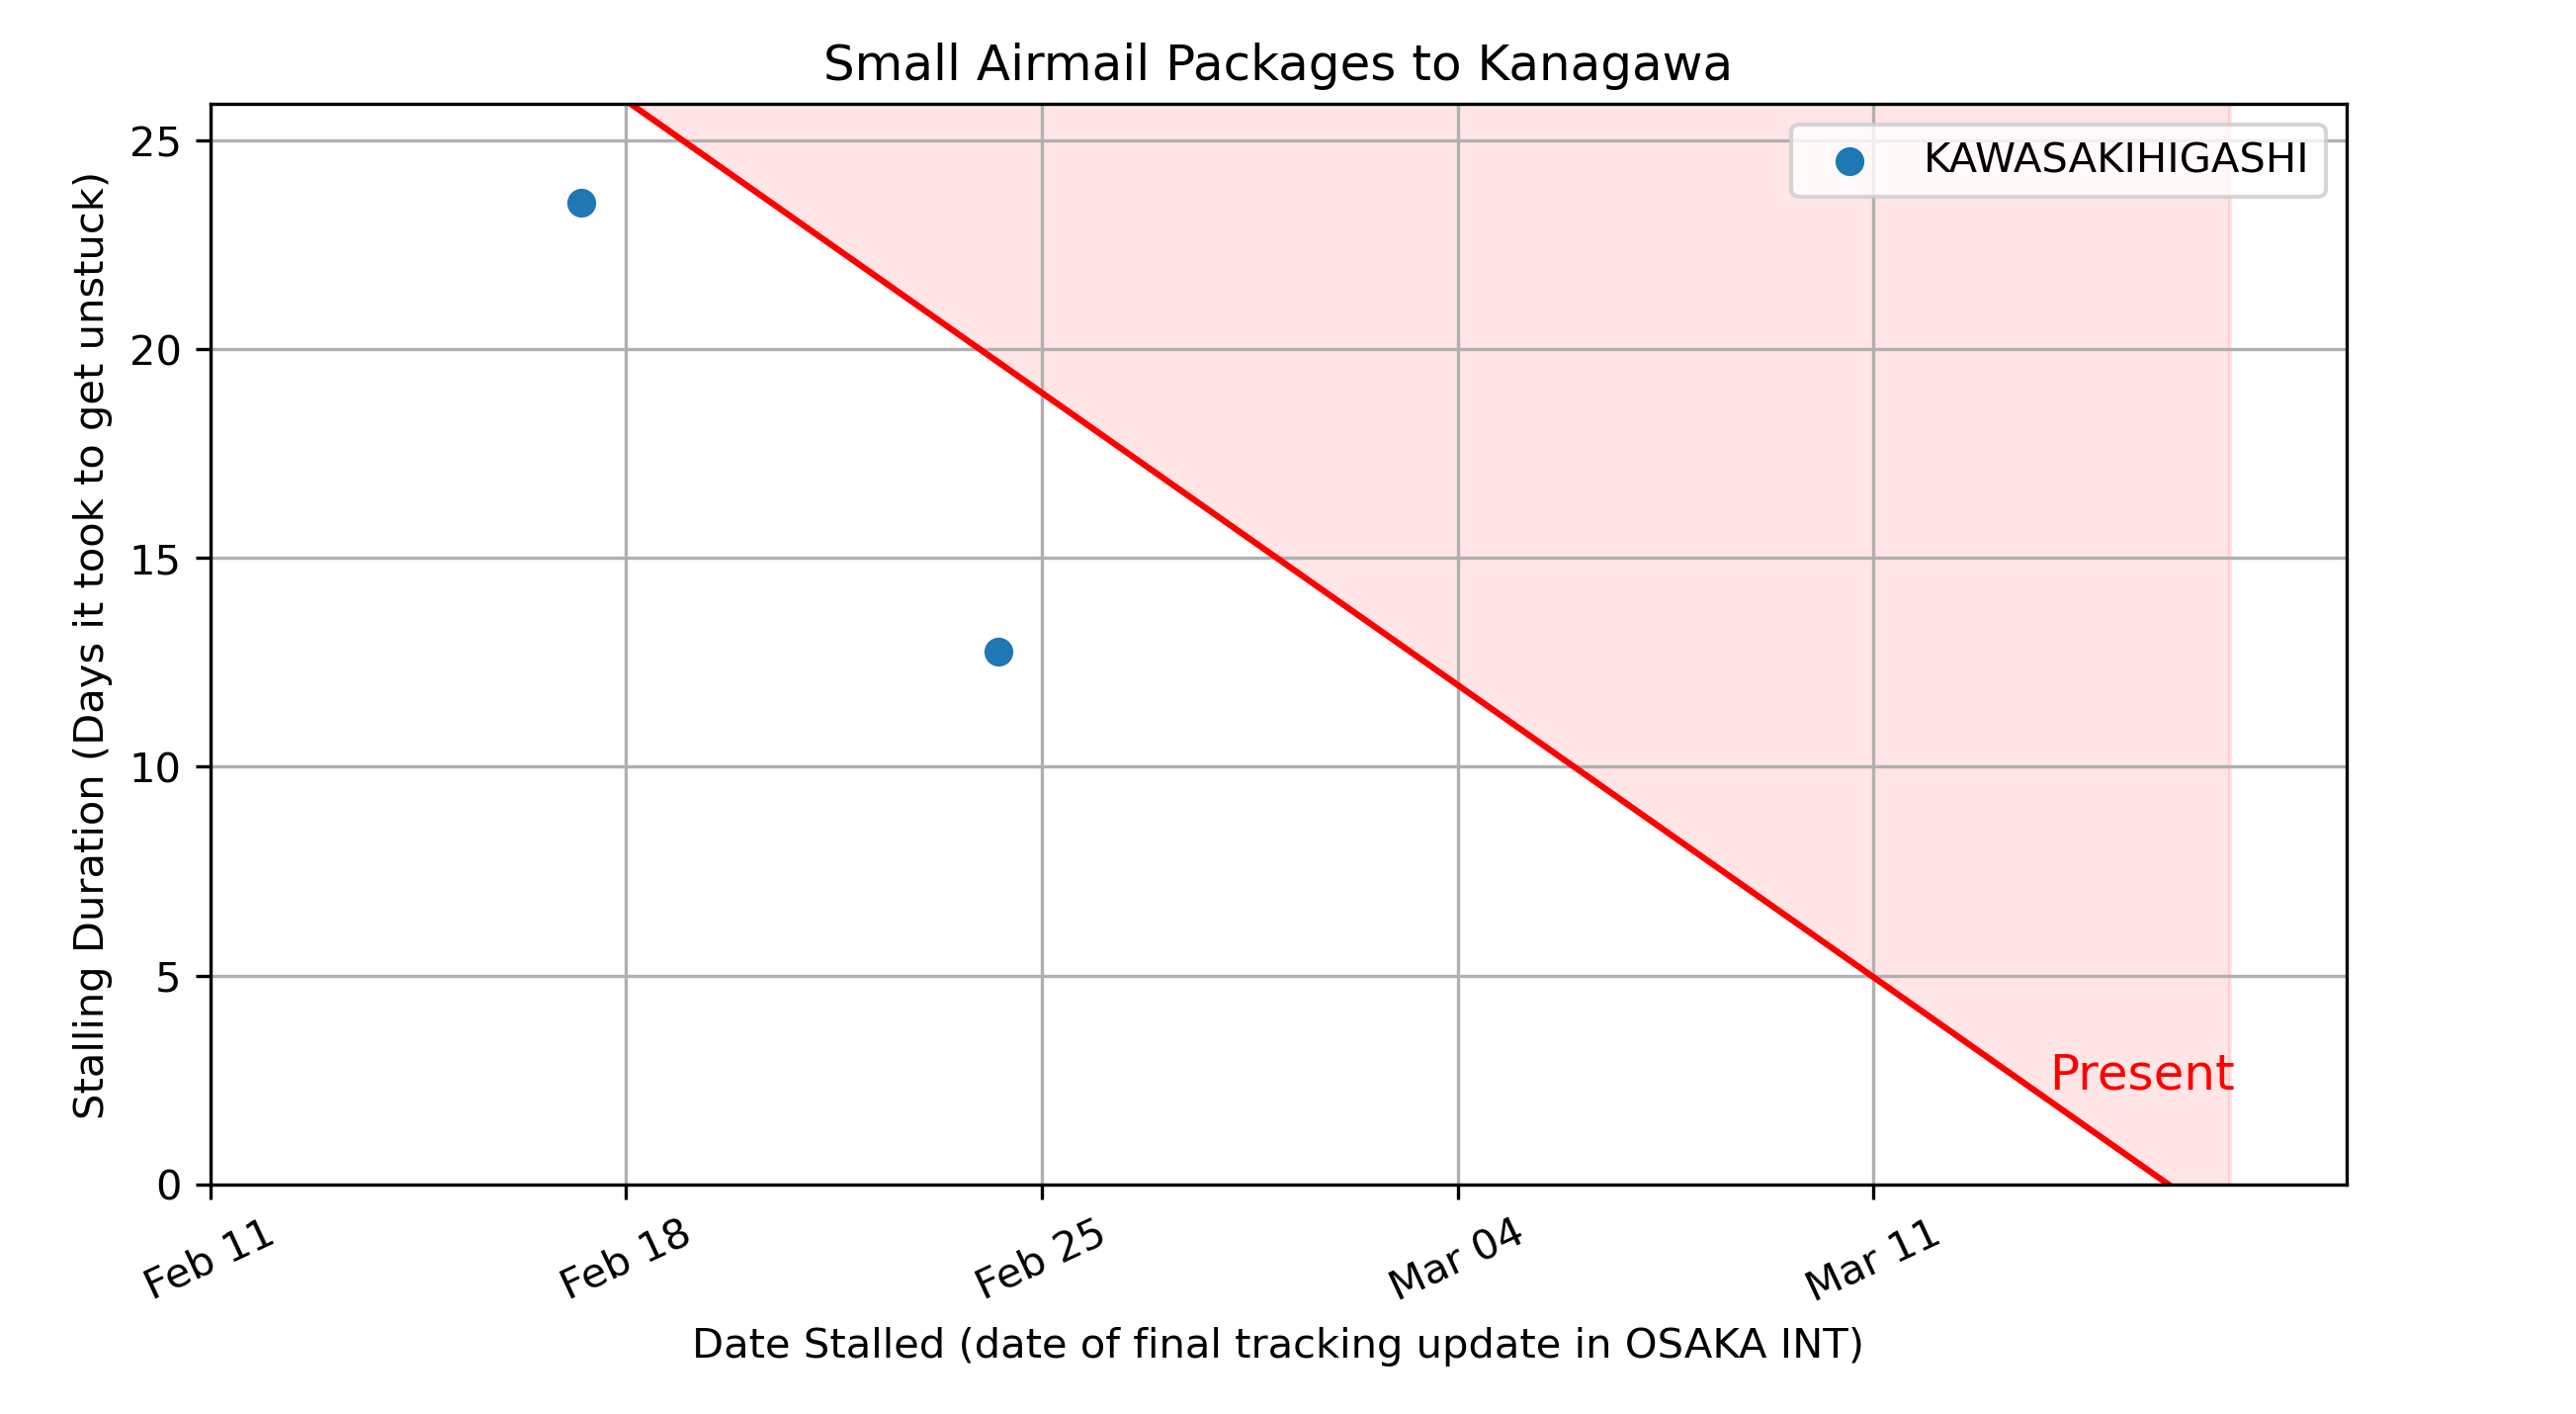 Small Airmail Packages to Kanagawa
KAWASAKIHIGASHI
Stalling Duration (Days it took to get unstuck)
25
20
15
10
5
0
Present
Feb 11
Feb 18
Feb 25
Mar 04
Mar 11
Date Stalled (date of final tracking update in OSAKA INT)